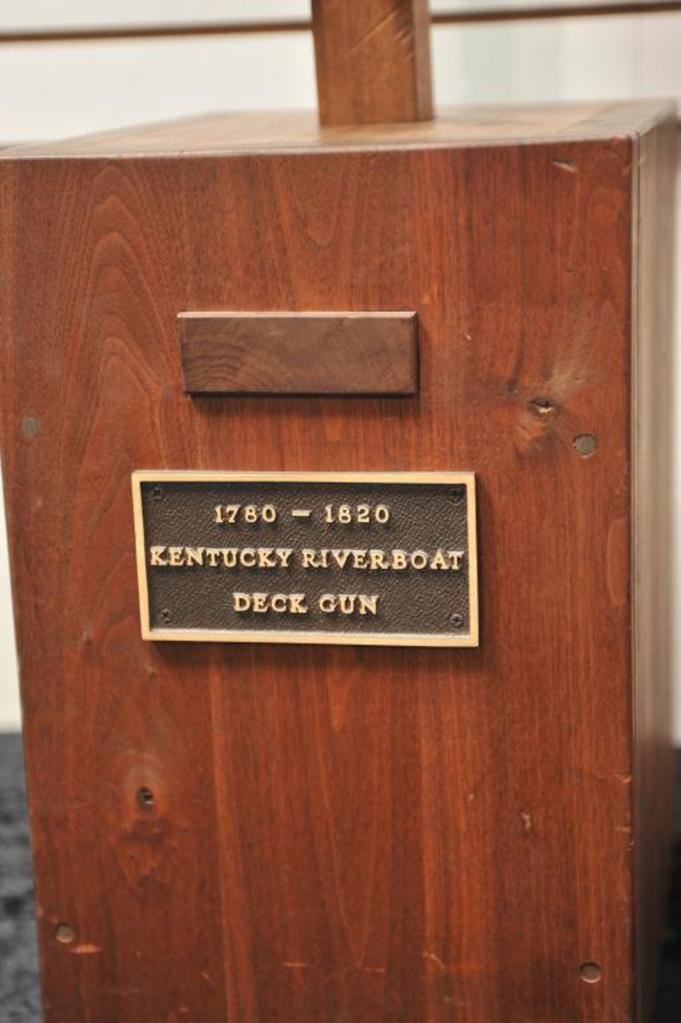 1780 – 1820
KENTUCKY RIVERBOAT
DECK GUN